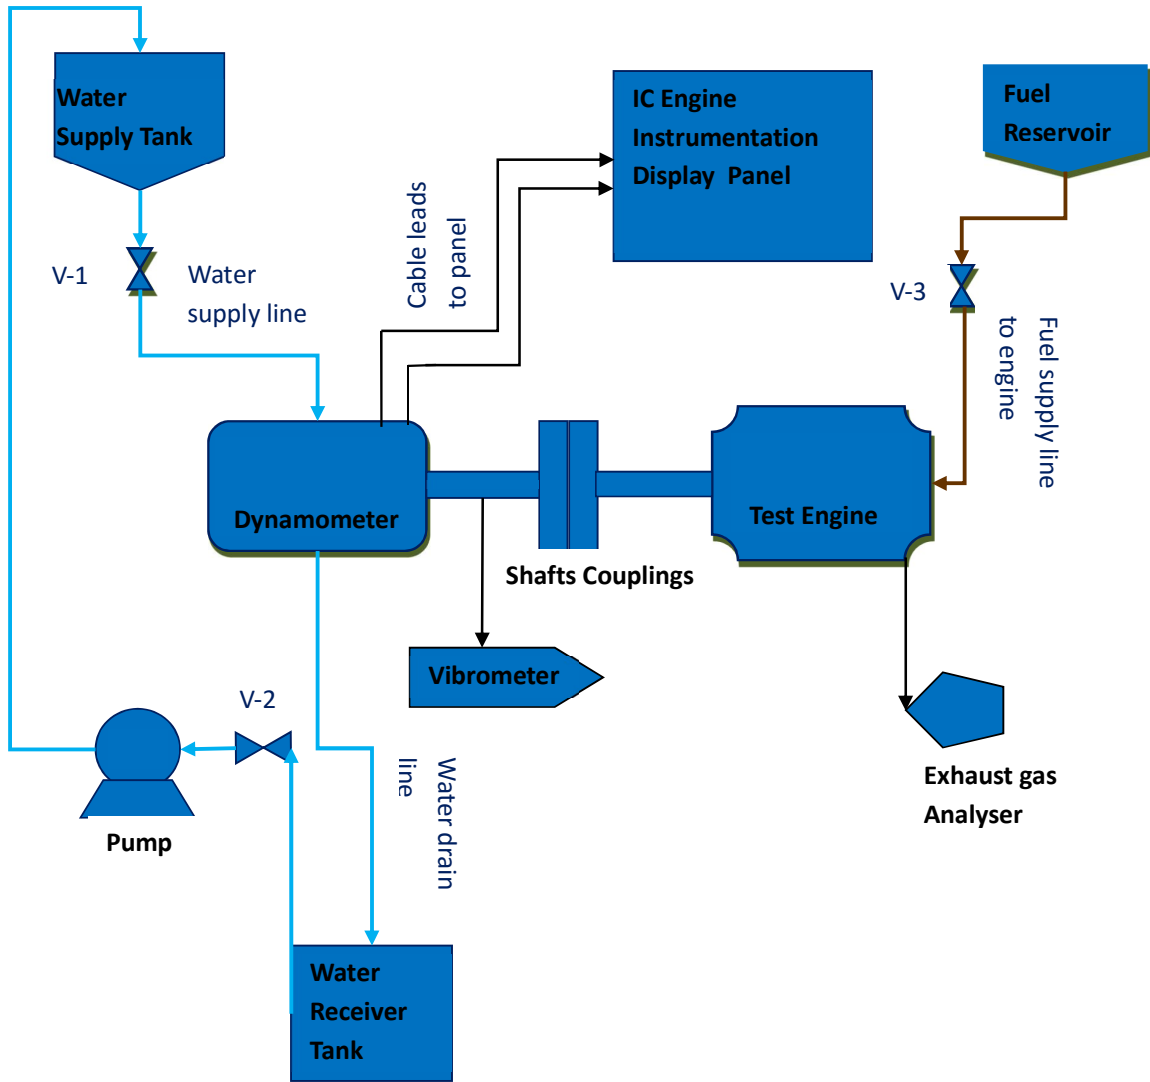 Water
Supply Tank
IC Engine
Instrumentation
Display Panel
Fuel
Reservoir
V-1
Water
supply line
Cable leads
to panel
V-3
Fuel supply line
to engine
Dynamometer
Test Engine
Shafts Couplings
Vibrometer
V-2
Pump
Water drain
line
Exhaust gas
Analyser
Water
Receiver
Tank